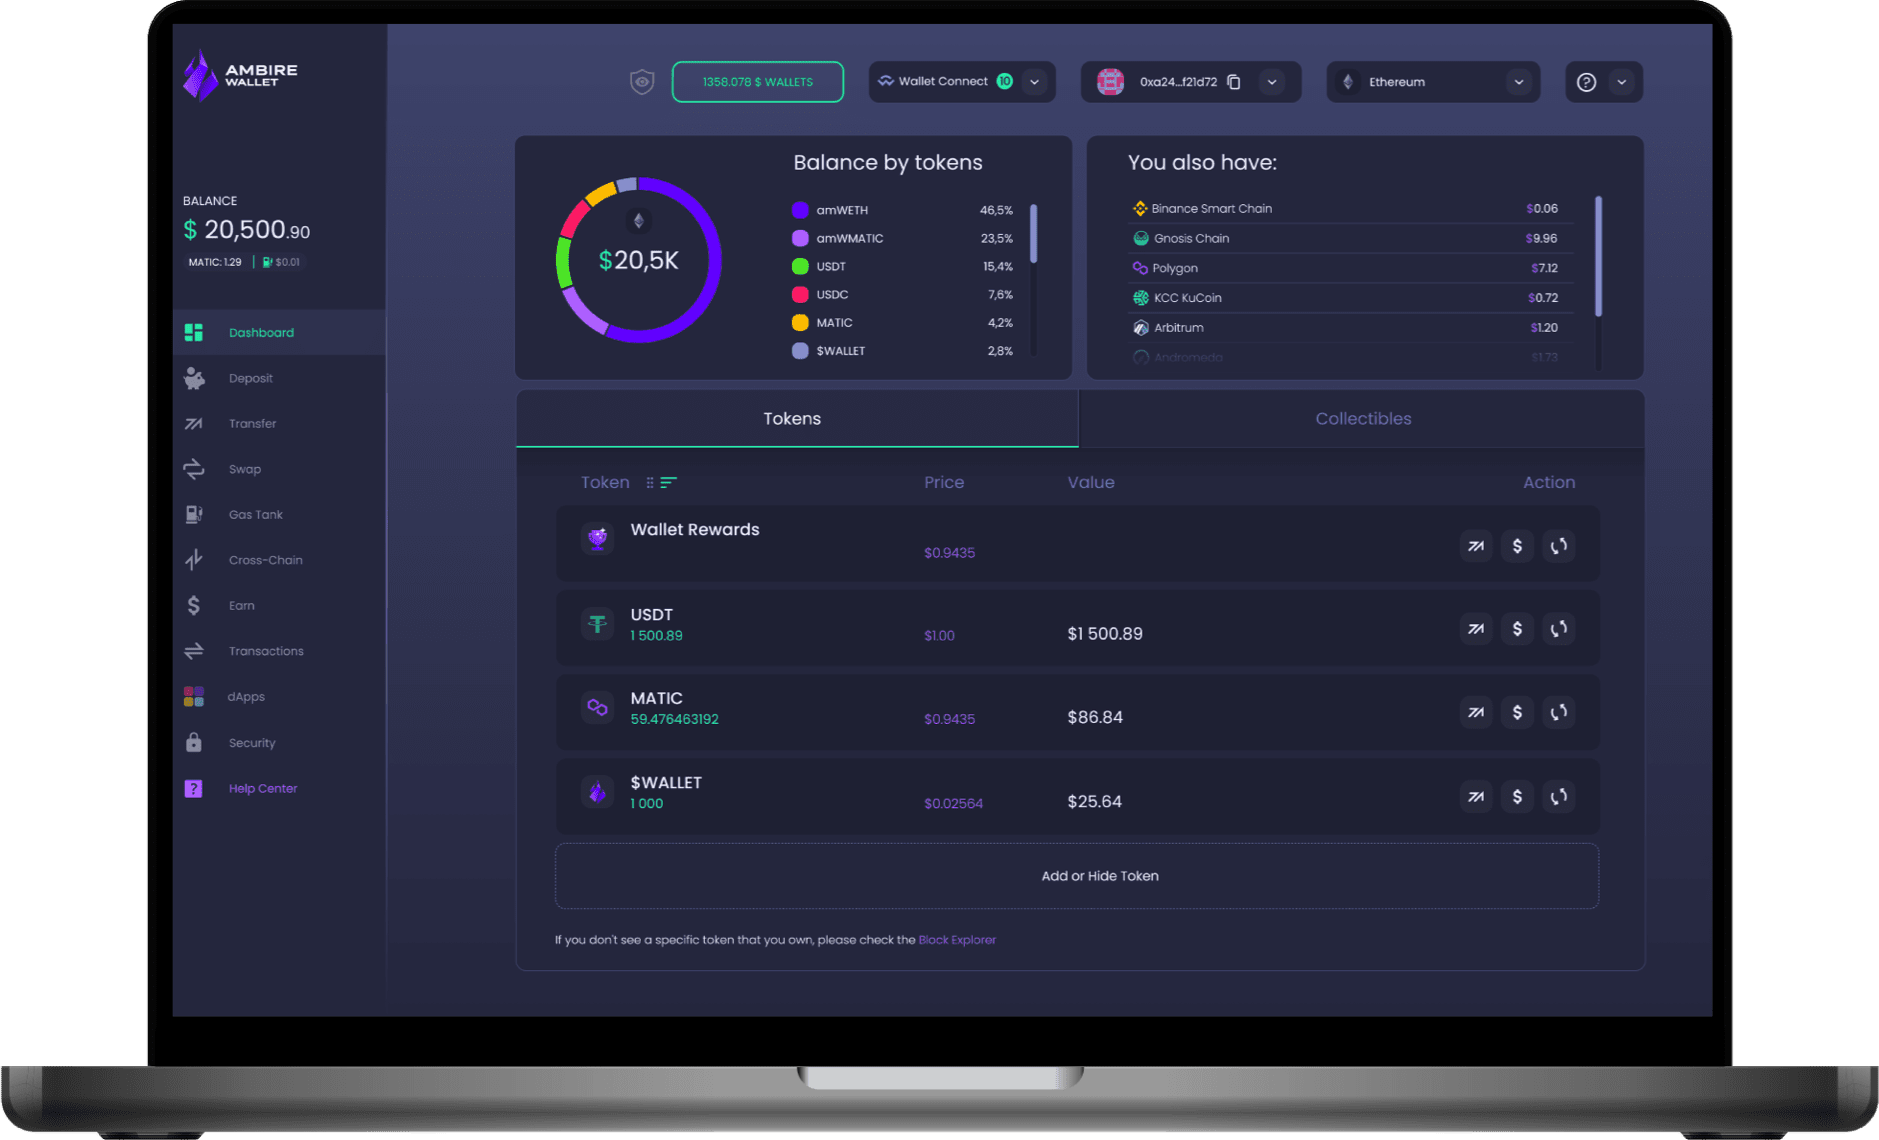 AMBIRE
WALLET
1358.078 $ WALLETS
Wallet Connect 10
0xa24...f21d72
Ethereum
BALANCE
$ 20,500.90
MATIC: 1.29 $0.01
Dashboard
Deposit
Transfer
Swap
Gas Tank
Cross-Chain
Earn
Transactions
dApps
Security
Help Center
$20,5K
Balance by tokens
amWETH 46,5%
amWMATIC 23,5%
USDT 15,4%
USDC 7,6%
MATIC 4,2%
$WALLET 2,8%
You also have:
Binance Smart Chain $0.06
Gnosis Chain $9.96
Polygon $7.12
KCC KuCoin $0.72
Arbitrum $1.20
Andromeda $1.73
Tokens Collectibles
Token Price Value Action
Wallet Rewards
$0.9435
USDT
1 500.89 $1.00 $1 500.89
MATIC
59.476463192 $0.9435 $86.84
$WALLET
1 000 $0.02564 $25.64
Add or Hide Token
If you don't see a specific token that you own, please check the Block Explorer